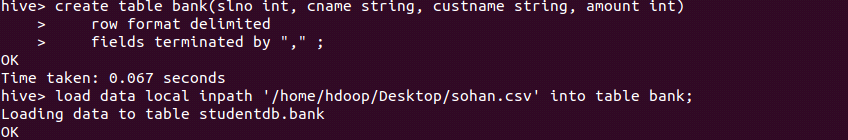 hive> create table bank(slno int, cname string, custname string, amount int)
    >     row format delimited
    >     fields terminated by "," ;
OK
Time taken: 0.067 seconds
hive> load data local inpath '/home/hdoop/Desktop/sohan.csv' into table bank;
Loading data to table studentdb.bank
OK